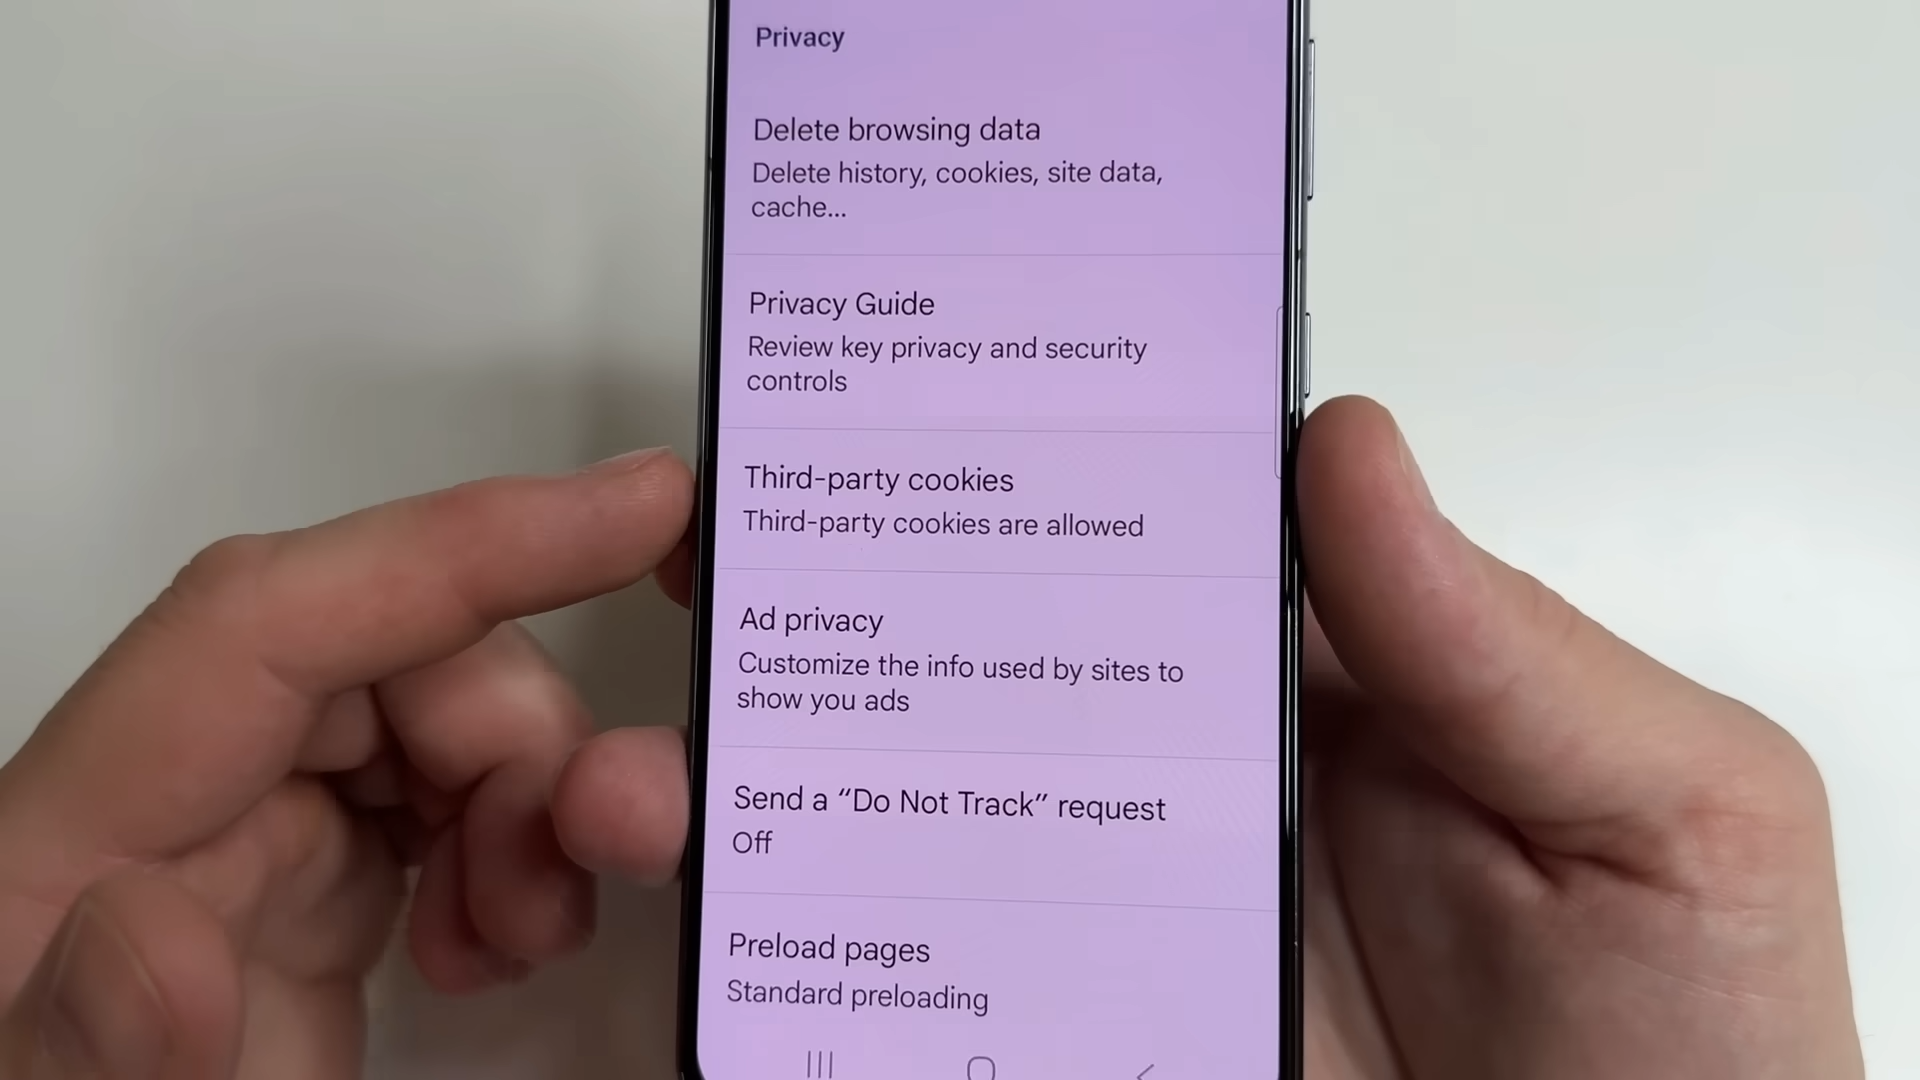 Privacy
Delete browsing data
Delete history, cookies, site data,
cache...
Privacy Guide
Review key privacy and security
controls
Third-party cookies
Third-party cookies are allowed
Ad privacy
Customize the info used by sites to
show you ads
Send a “Do Not Track” request
Off
Preload pages
Standard preloading